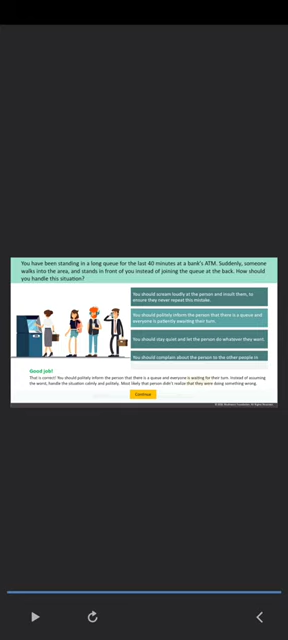 You have been standing in a long queue for the last 40 minutes at a bank's ATM. Suddenly, someone
walks into the area, and stands in front of you instead of joining the queue at the back. How should
you handle this situation?
You should scream loudly at the person and insult them, to
ensure they never repeat this mistake.
You should politely inform the person that there is a queue and
everyone is patiently awaiting their turn.
You should stay quiet and let the person do whatever they want.
You should complain about the person to the other people in
Good job!
That is correct! You should politely inform the person that there is a queue and everyone is waiting for their turn. Instead of assuming
the worst, handle the situation calmly and politely. Most likely that person didn't realize that they were doing something wrong.
Continue